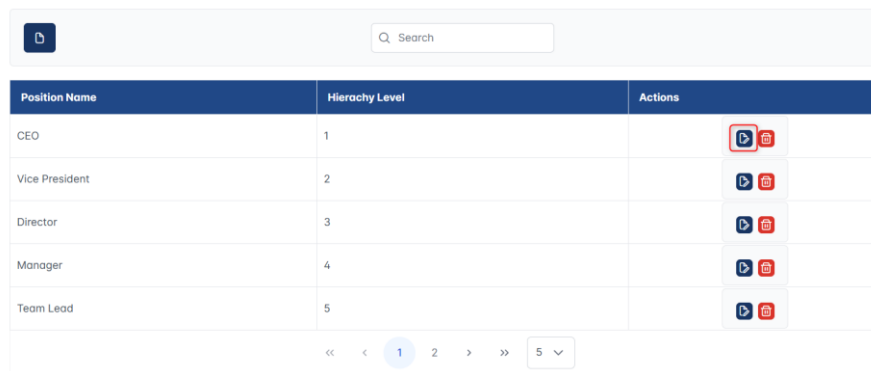 Search
Position Name Hierachy Level Actions
CEO 1
Vice President 2
Director 3
Manager 4
Team Lead 5
« ‹ 1 2 › » 5